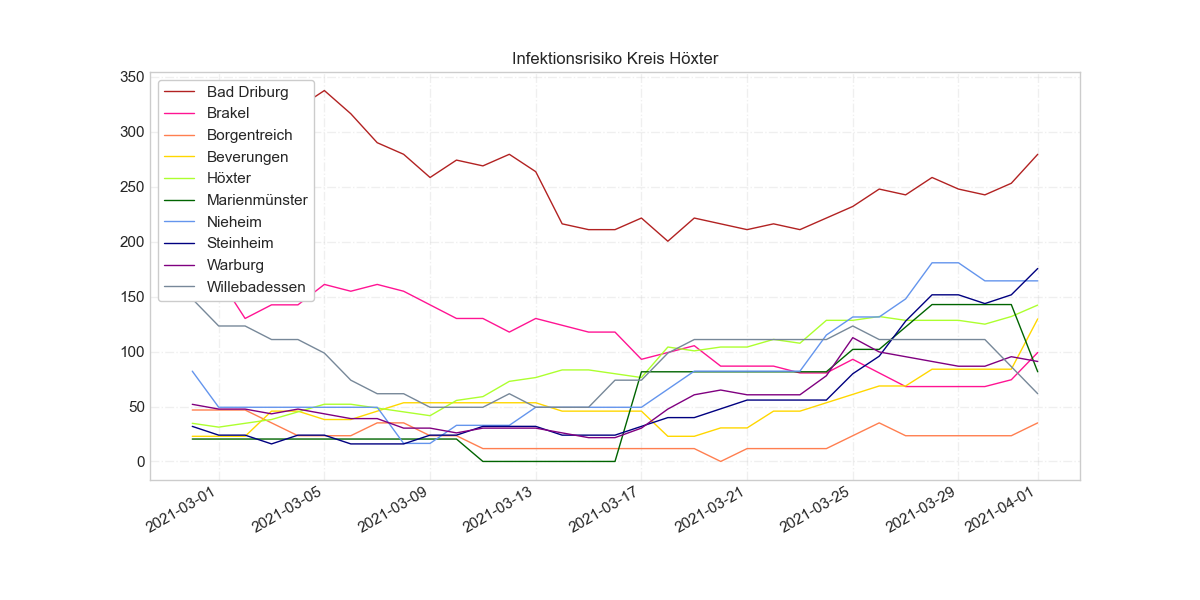 Infektionsrisiko Kreis Höxter
350
300
250
200
150
100
50
0
Bad Driburg
Brakel
Borgentreich
Beverungen
Höxter
Marienmünster
Nieheim
Steinheim
Warburg
Willebadessen
2021-03-01
2021-03-05
2021-03-09
2021-03-13
2021-03-17
2021-03-21
2021-03-25
2021-03-29
2021-04-01